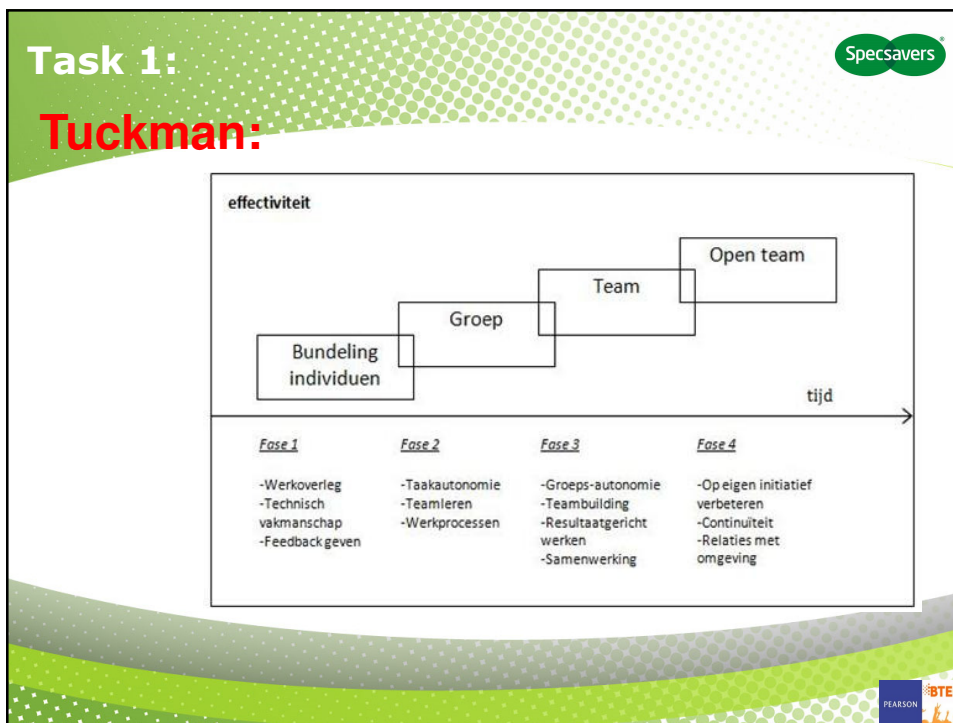 Task 1:
Specsavers®
Tuckman:
effectiviteit
Open team
Team
Groep
Bundeling
individuen
tijd
Fase 1
-Werkoverleg
-Technisch
vakmanschap
-Feedback geven
Fase 2
-Taakautonomie
-Teamleren
-Werkprocessen
Fase 3
-Groeps-autonomie
-Teambuilding
-Resultaatgericht
werken
-Samenwerking
Fase 4
-Op eigen initiatief
verbeteren
-Continuïteit
-Relaties met
omgeving
PEARSON
BTE